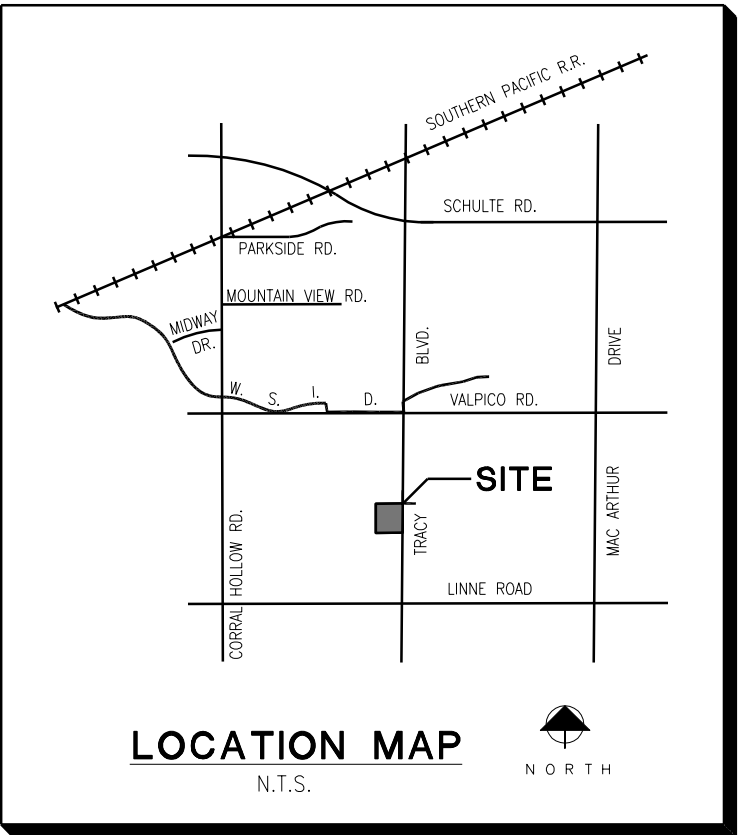 SOUTHERN PACIFIC R.R.
SCHULTE RD.
PARKSIDE RD.
MOUNTAIN VIEW RD.
MIDWAY
DR.
W. S. I. D.
VALPICO RD.
SITE
TRACY BLVD.
MAC ARTHUR DRIVE
CORRAL HOLLOW RD.
LINNE ROAD
LOCATION MAP
N.T.S.
NORTH